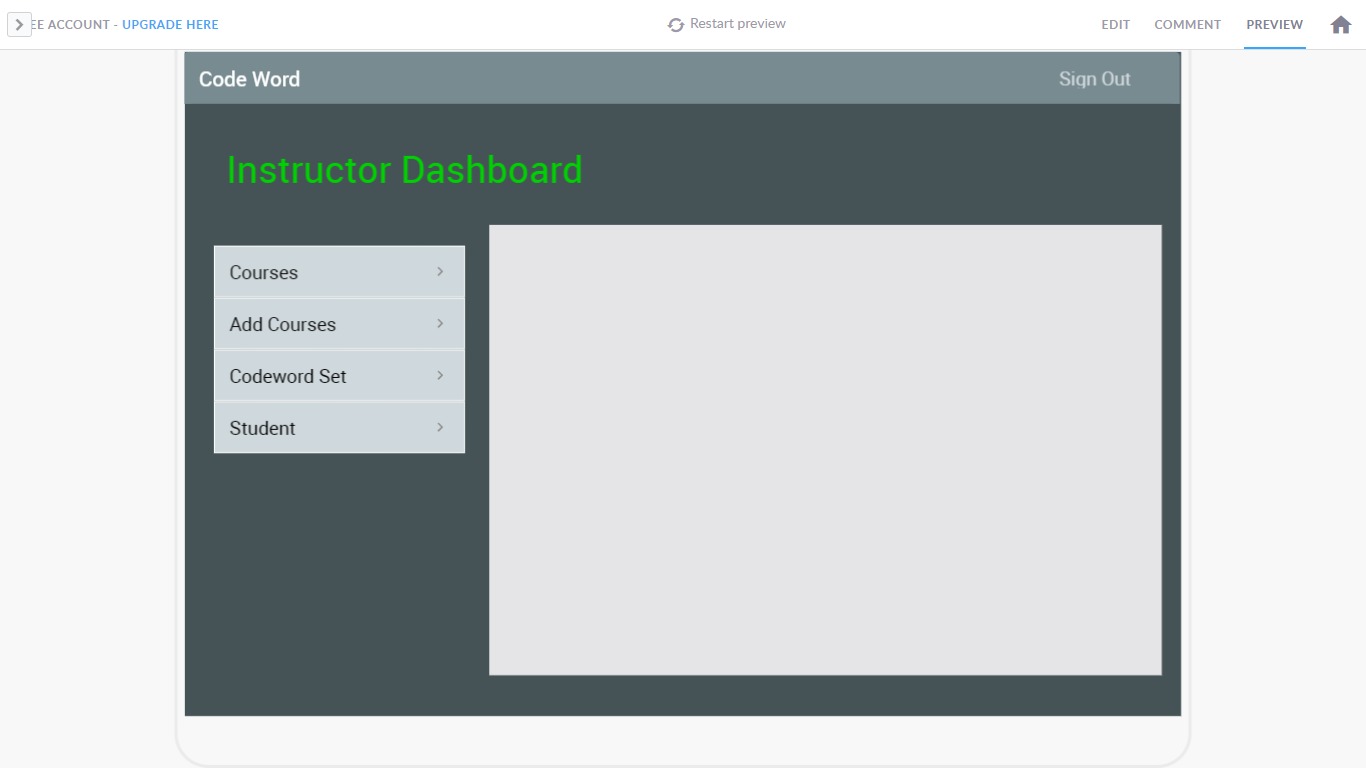 EE ACCOUNT - UPGRADE HERE
Restart preview
EDIT
COMMENT
PREVIEW
Code Word
Sign Out
Instructor Dashboard
Courses
Add Courses
Codeword Set
Student